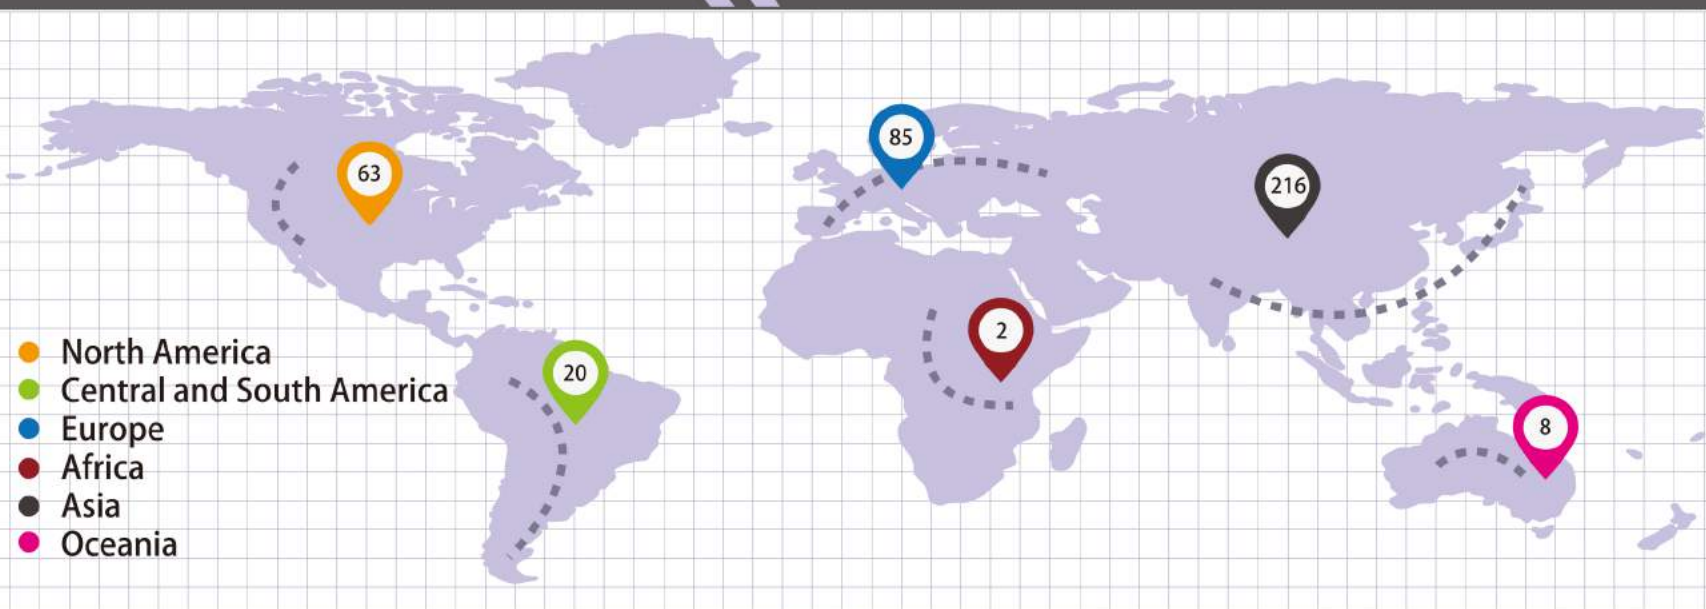 85
63
216
2
North America
20
Central and South America
8
Europe
Africa
Asia
Oceania